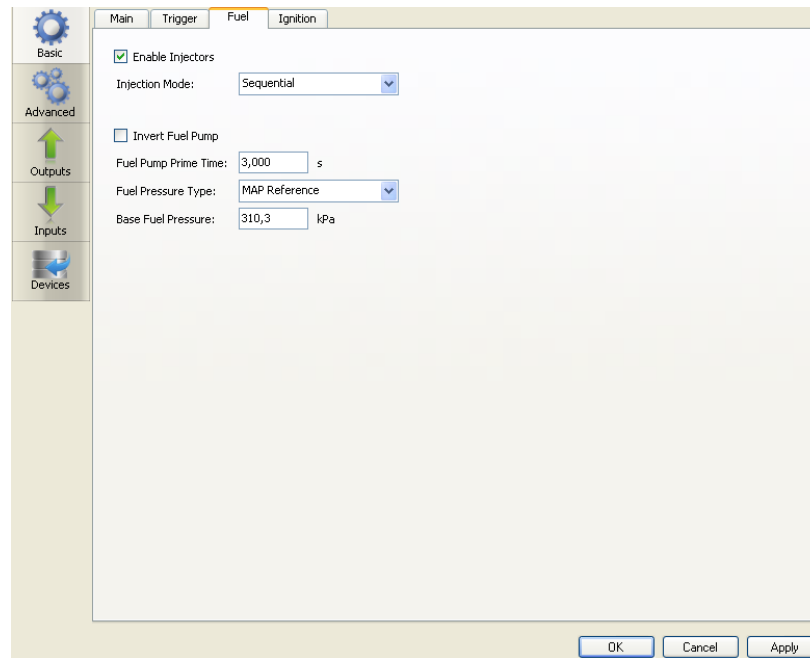 Main Trigger Fuel Ignition
Basic
Enable Injectors
Injection Mode: Sequential
Advanced
Invert Fuel Pump
Outputs
Fuel Pump Prime Time: 3,000 s
Fuel Pressure Type: MAP Reference
Base Fuel Pressure: 310,3 kPa
Inputs
Devices
OK Cancel Apply